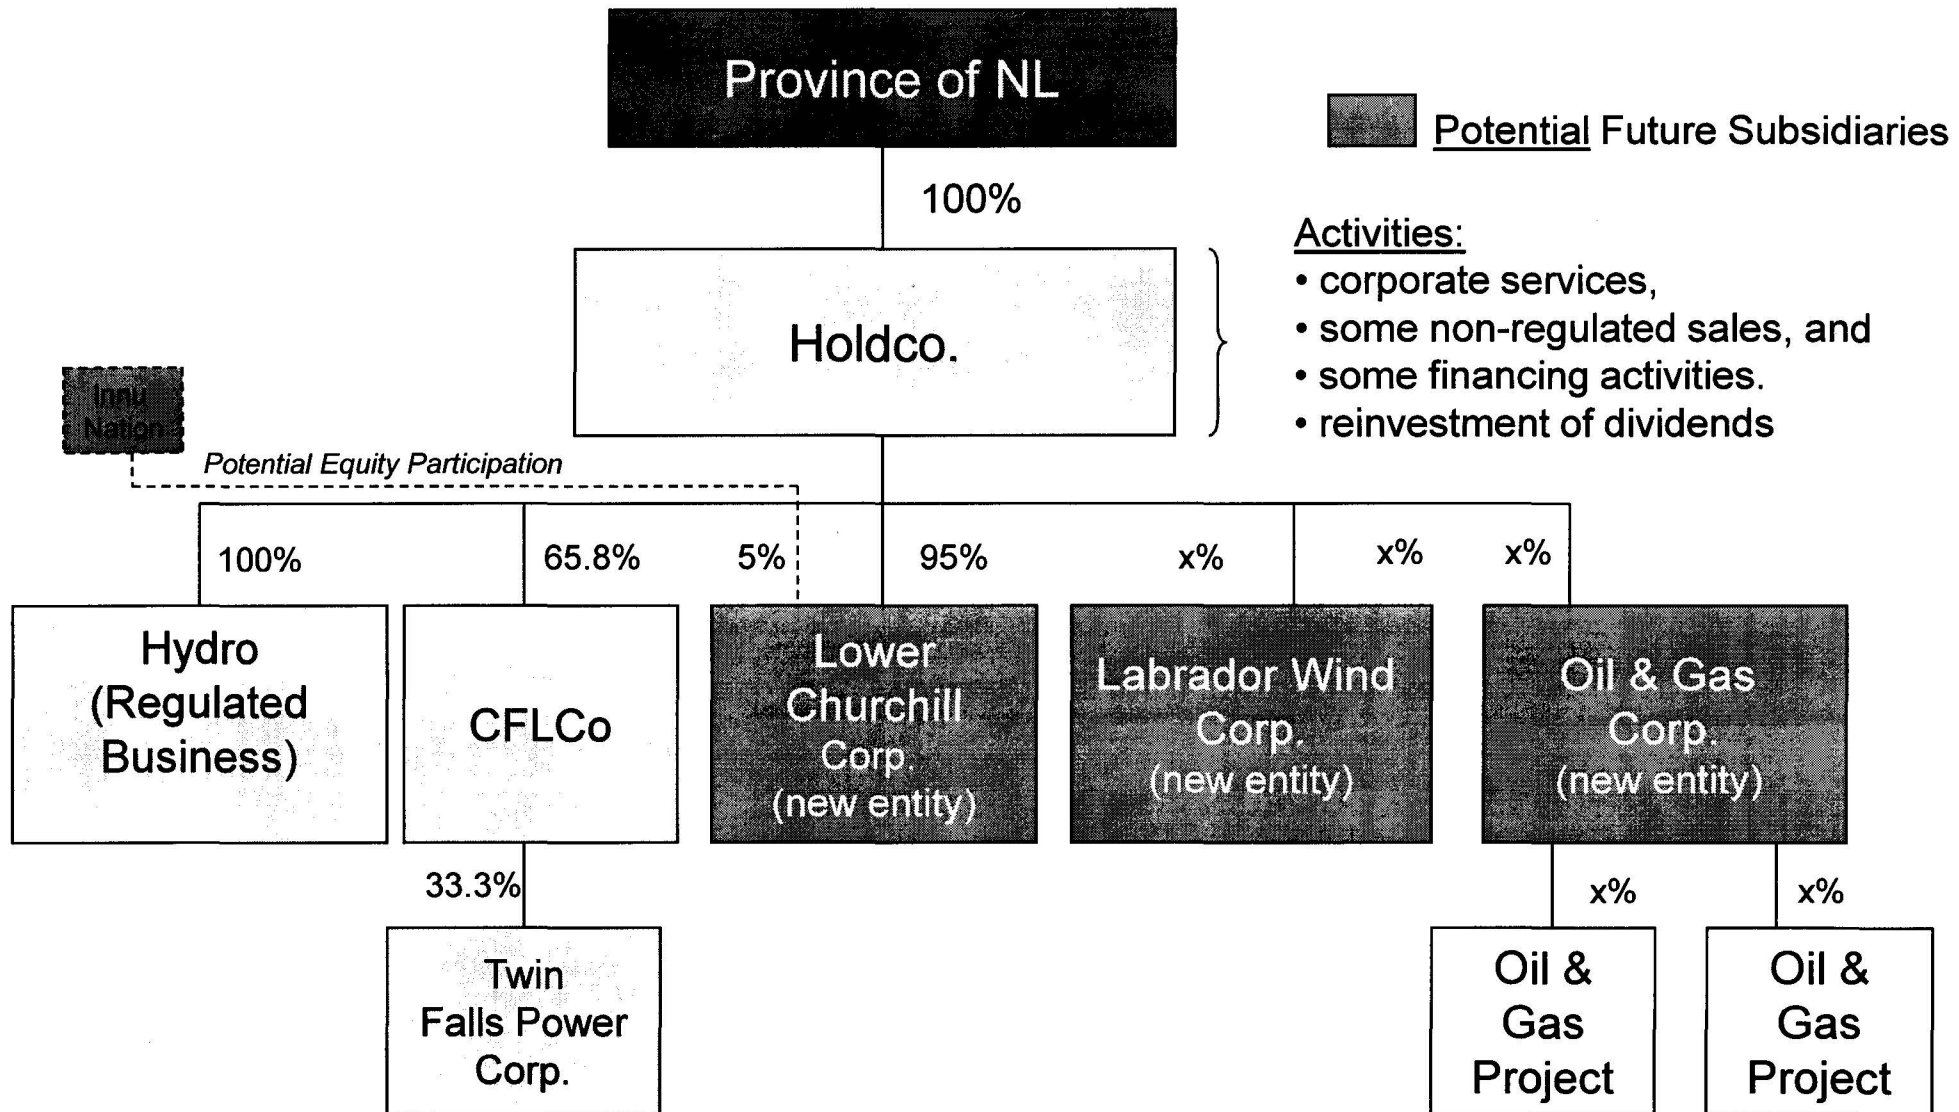 Province of NL
Potential Future Subsidiaries
100%
Activities:
• corporate services,
• some non-regulated sales, and
• some financing activities.
• reinvestment of dividends
Holdco.
Innu
Nation
Potential Equity Participation
100%
65.8%
5%
95%
x%
x%
x%
Hydro
(Regulated
Business)
CFLCo
Lower
Churchill
Corp.
(new entity)
Labrador Wind
Corp.
(new entity)
Oil & Gas
Corp.
(new entity)
33.3%
x%
x%
Twin
Falls Power
Corp.
Oil &
Gas
Project
Oil &
Gas
Project